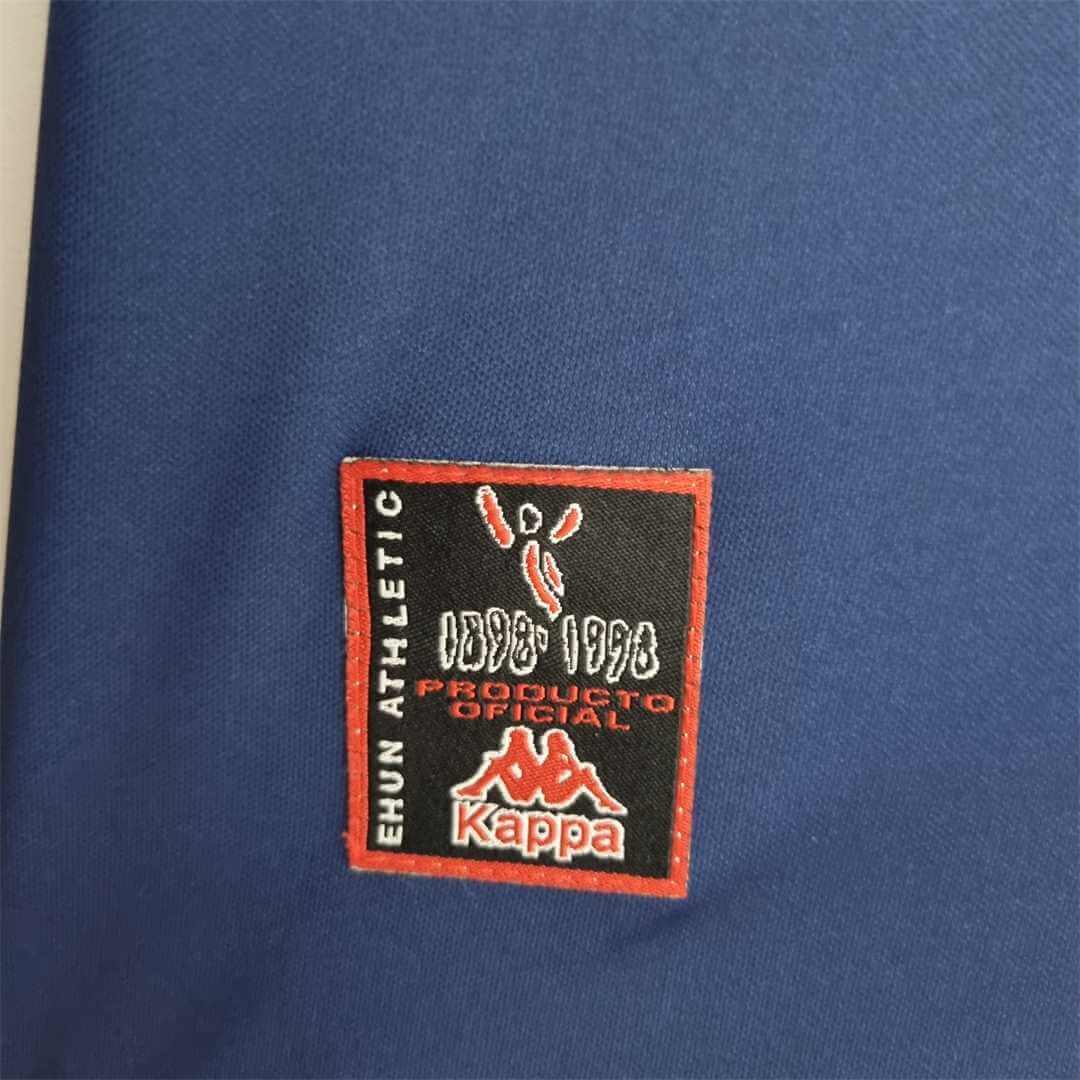 EHUN ATHLETIC
1898-1998
PRODUCTO
OFICIAL
Kappa